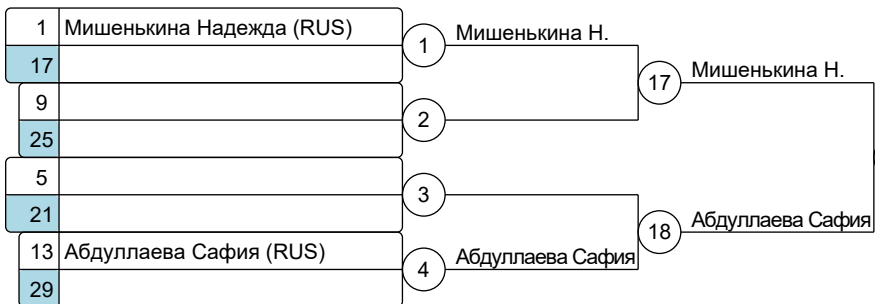 1 Мишенькина Надежда (RUS)
17
9
25
5
21
13 Абдуллаева Сафия (RUS)
29
1 Мишенькина Н.
2
3
4 Абдуллаева Сафия
17 Мишенькина Н.
18 Абдуллаева Сафия